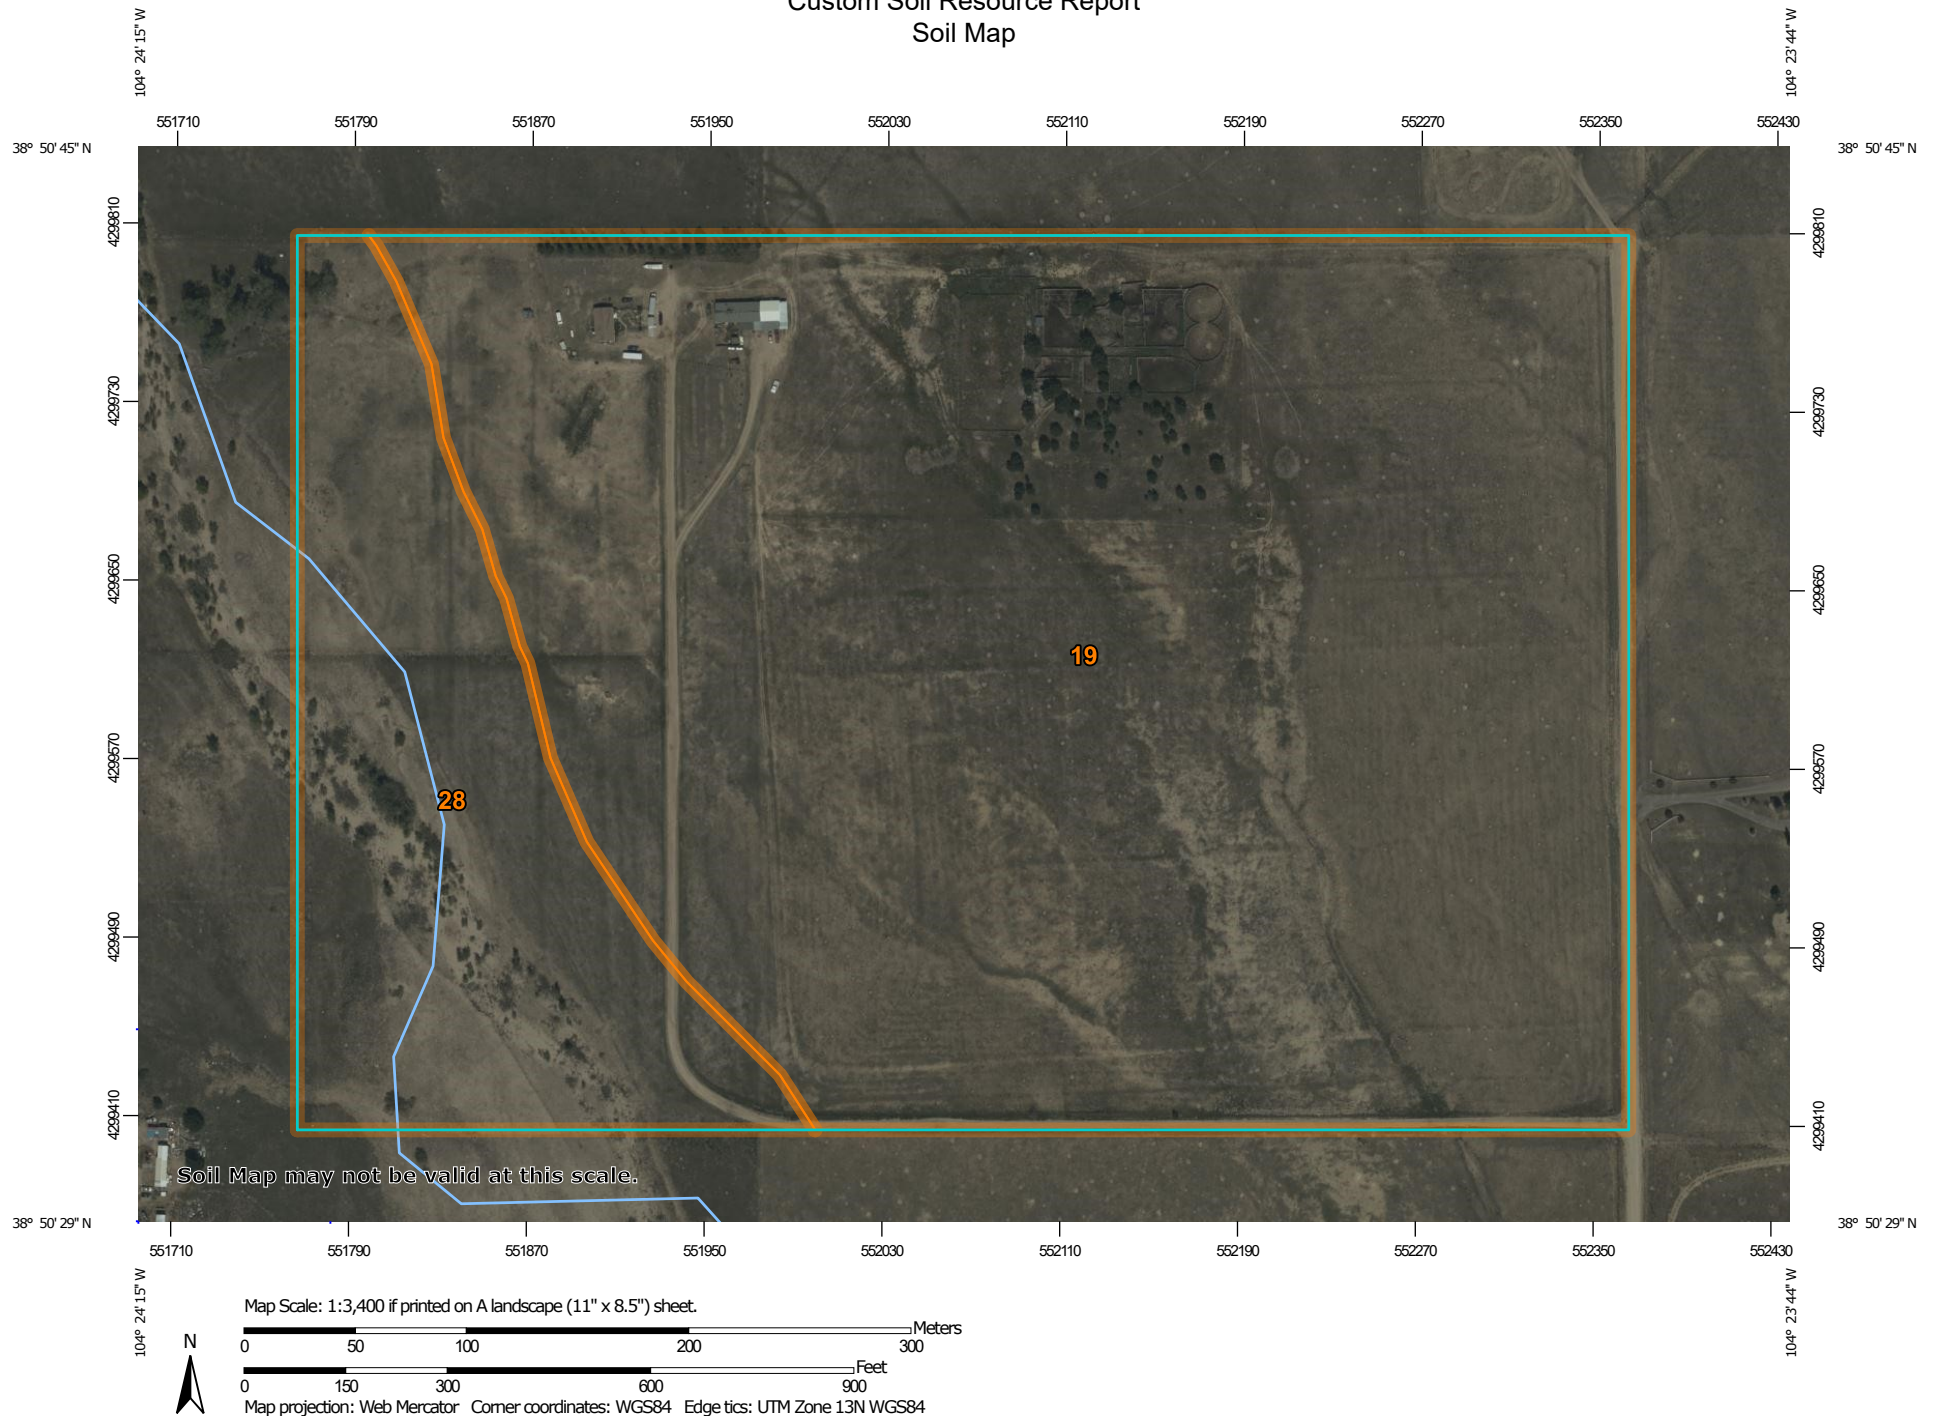 Custom Soil Resource Report
Soil Map
104° 24' 15" W
104° 23' 44" W
551710 551790 551870 551950 552030 552110 552190 552270 552350 552430
38° 50' 45" N
38° 50' 45" N
4299810
4299810
4299730
4299730
4299650
4299650
19
4299570
4299570
28
4299490
4299490
4299410
4299410
Soil Map may not be valid at this scale.
38° 50' 29" N
38° 50' 29" N
551710 551790 551870 551950 552030 552110 552190 552270 552350 552430
104° 24' 15" W
104° 23' 44" W
Map Scale: 1:3,400 if printed on A landscape (11" x 8.5") sheet.
Meters
0 50 100 200 300
N
Feet
0 150 300 600 900
Map projection: Web Mercator Corner coordinates: WGS84 Edge tics: UTM Zone 13N WGS84